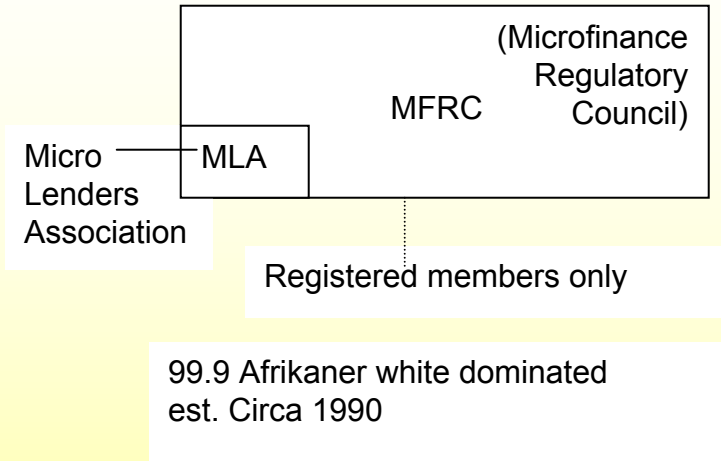 (Microfinance
Regulatory
Council)
MFRC
MLA
Micro
Lenders
Association
Registered members only
99.9 Afrikaner white dominated
est. Circa 1990